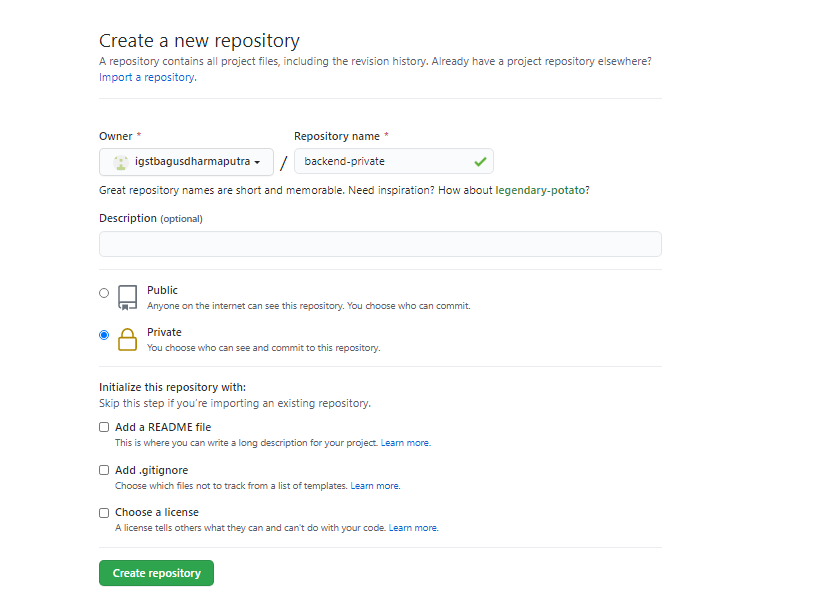 Create a new repository
A repository contains all project files, including the revision history. Already have a project repository elsewhere?
Import a repository.
Owner *
Repository name *
igstbagusdharmaputra
/
backend-private
Great repository names are short and memorable. Need inspiration? How about legendary-potato?
Description (optional)
Public
Anyone on the internet can see this repository. You choose who can commit.
Private
You choose who can see and commit to this repository.
Initialize this repository with:
Skip this step if you're importing an existing repository.
Add a README file
This is where you can write a long description for your project. Learn more.
Add .gitignore
Choose which files not to track from a list of templates. Learn more.
Choose a license
A license tells others what they can and can't do with your code. Learn more.
Create repository